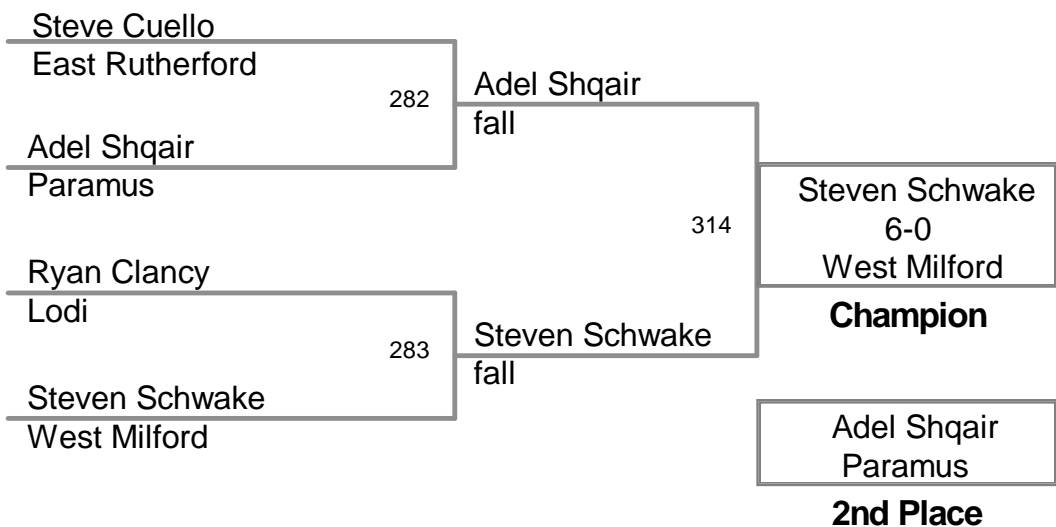 Steve Cuello
East Rutherford
282
Adel Shqair
fall
Adel Shqair
Paramus
Steven Schwake
6-0
West Milford
Champion
314
Ryan Clancy
Lodi
283
Steven Schwake
fall
Steven Schwake
West Milford
Adel Shqair
Paramus
2nd Place